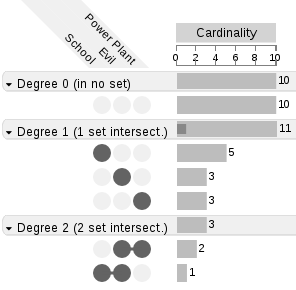 School
Evil
Power Plant
Cardinality
0 2 4 6 8 10
Degree 0 (in no set) 10
10
Degree 1 (1 set intersect.) 11
5
3
3
Degree 2 (2 set intersect.) 3
2
1